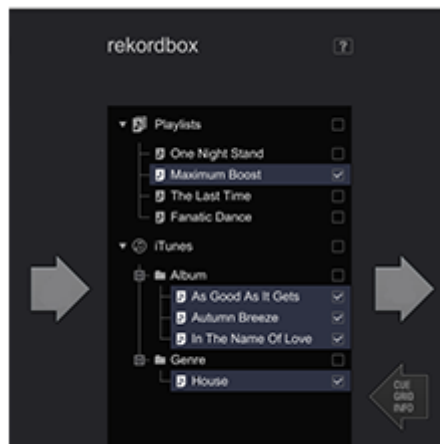 rekordbox ?
Playlists
One Night Stand
Maximum Boost
The Last Time
Fanatic Dance
iTunes
Album
As Good As It Gets
Autumn Breeze
In The Name Of Love
Genre
House
CUE
GRID
INFO